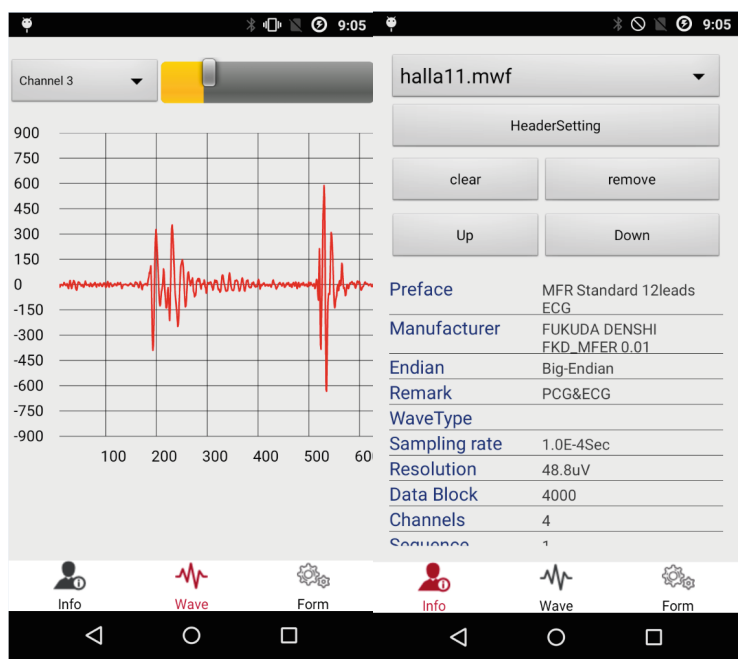 9:05
Channel 3
900
750
600
450
300
150
0
-150
-300
-450
-600
-750
-900
100 200 300 400 500 60
Info Wave Form
9:05
halla11.mwf
HeaderSetting
clear remove
Up Down
Preface MFR Standard 12leads
ECG
Manufacturer FUKUDA DENSHI
FKD_MFER 0.01
Endian Big-Endian
Remark PCG&ECG
WaveType
Sampling rate 1.0E-4Sec
Resolution 48.8uV
Data Block 4000
Channels 4
Sequence 1
Info Wave Form